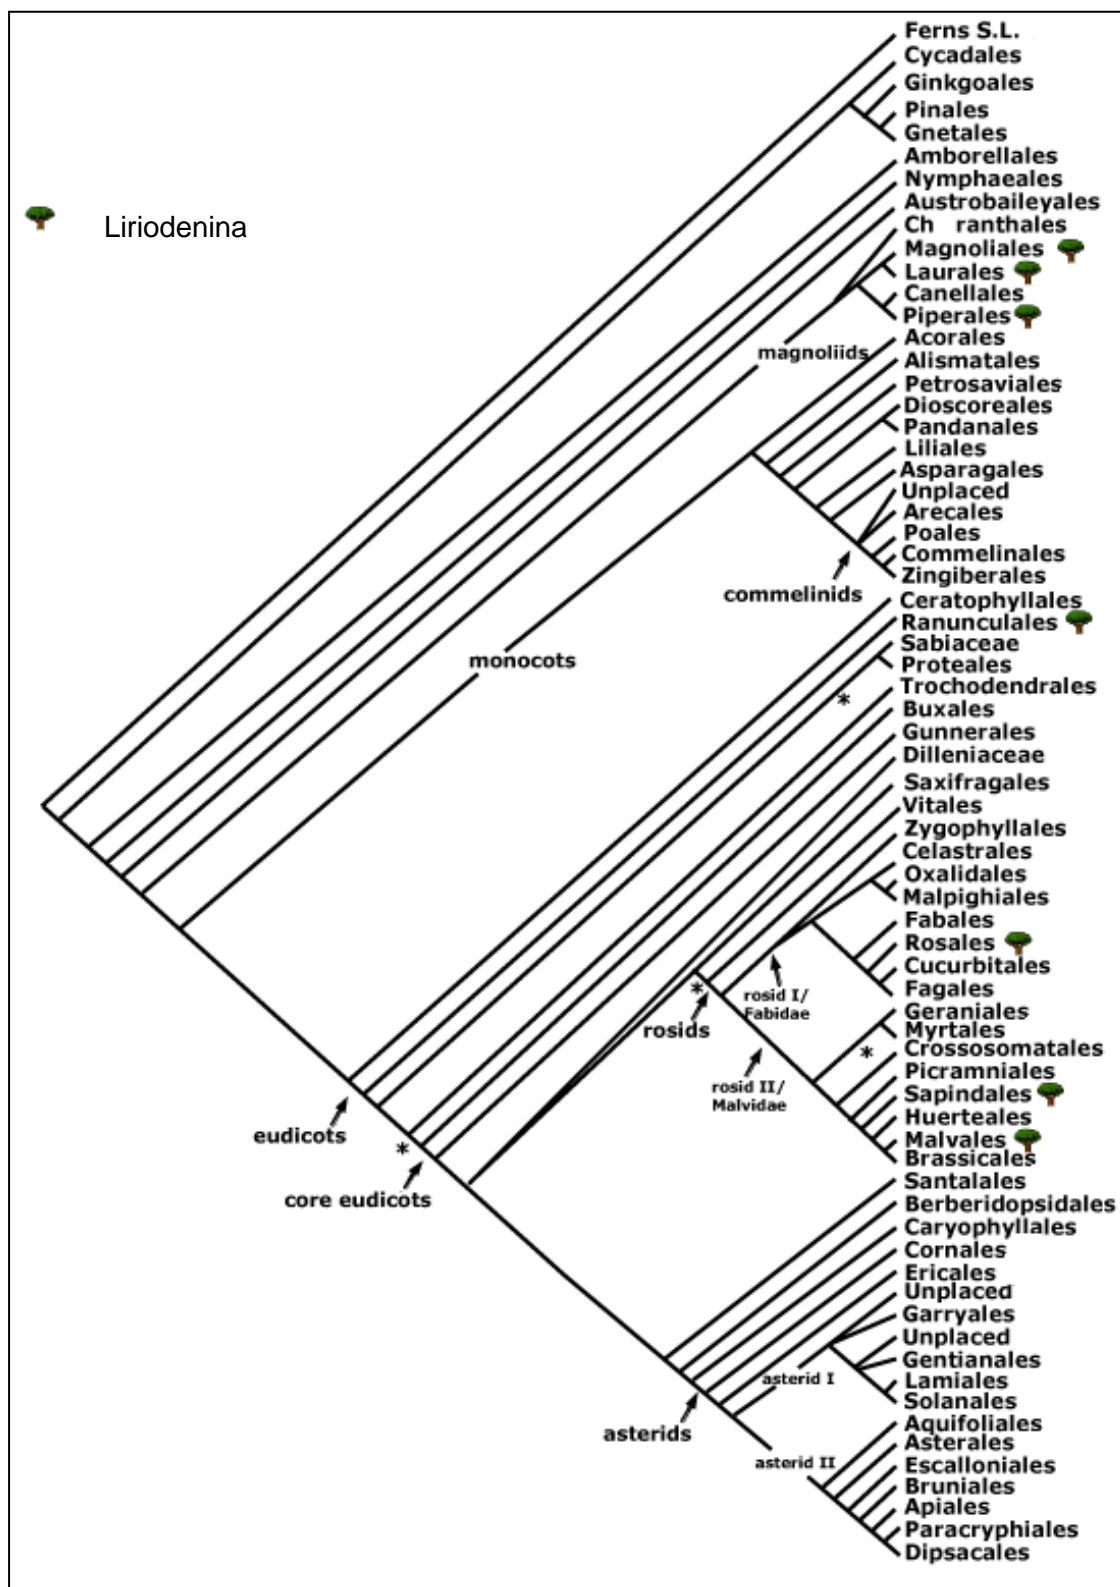 Ferns S.L.
Cycadales
Ginkgoales
Pinales
Gnetales
Amborellales
Nymphaeales
Austrobaileyales
Liriodenina
Ch ranthales
Magnoliales
Laurales
Canellales
Piperales
magnoliids
Acorales
Alismatales
Petrosaviales
Dioscoreales
Pandanales
Liliales
Asparagales
Unplaced
Arecales
Poales
Commelinales
Zingiberales
commelinids
Ceratophyllales
Ranunculales
Sabiaceae
monocots
Proteales
Trochodendrales
*
Buxales
Gunnerales
Dilleniaceae
Saxifragales
Vitales
Zygophyllales
Celastrales
Oxalidales
Malpighiales
Fabales
Rosales
Cucurbitales
Fagales
*
rosid I/
Fabidae
rosids
Geraniales
Myrtales
Crossosomatales
*
Picramniales
rosid II/
Malvidae
Sapindales
Huerteales
Malvales
Brassicales
eudicots
*
core eudicots
Santalales
Berberidopsidales
Caryophyllales
Cornales
Ericales
Unplaced
Garryales
Unplaced
Gentianales
asterid I
Lamiales
Solanales
asterids
Aquifoliales
Asterales
asterid II
Escalloniales
Bruniales
Apiales
Paracryphiales
Dipsacales